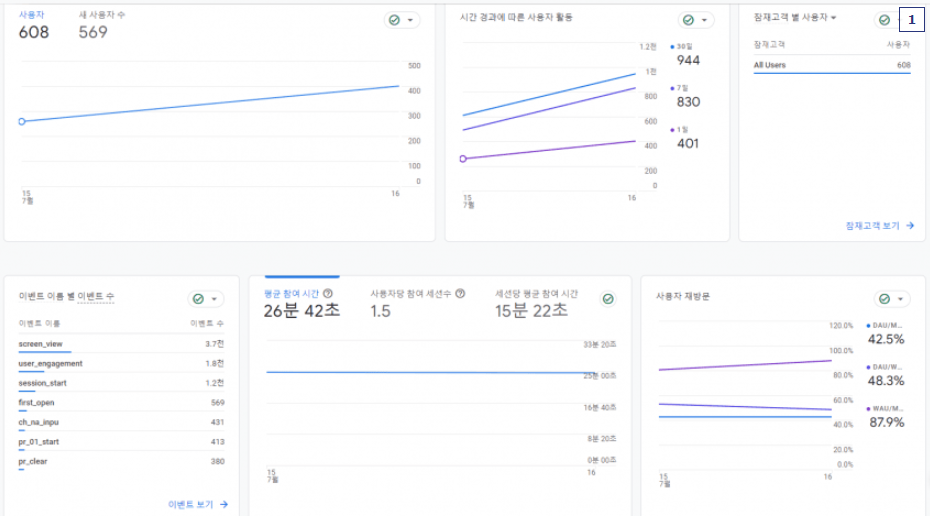 사용자 새 사용자 수
608 569
500
400
300
200
100
0
15
7월
16
시간 경과에 따른 사용자 활동
1.2천
1천
800
600
400
200
0
15
7월
16
30일
944
7일
830
1일
401
잠재고객 별 사용자
1
잠재고객 사용자
All Users 608
잠재고객 보기 →
이벤트 이름 별 이벤트 수
이벤트 이름 이벤트 수
screen_view 3.7천
user_engagement 1.8천
session_start 1.2천
first_open 569
ch_na_inpu 431
pr_01_start 413
pr_clear 380
이벤트 보기 →
평균 참여 시간 사용자당 참여 세션수 세션당 평균 참여 시간
26분 42초 1.5 15분 22초
33분 20초
25분 00초
16분 40초
8분 20초
0분 00초
15
7월
16
사용자 재방문
120.0%
100.0%
80.0%
60.0%
40.0%
20.0%
0.0%
15
7월
16
DAU/M...
42.5%
DAU/W...
48.3%
WAU/M...
87.9%